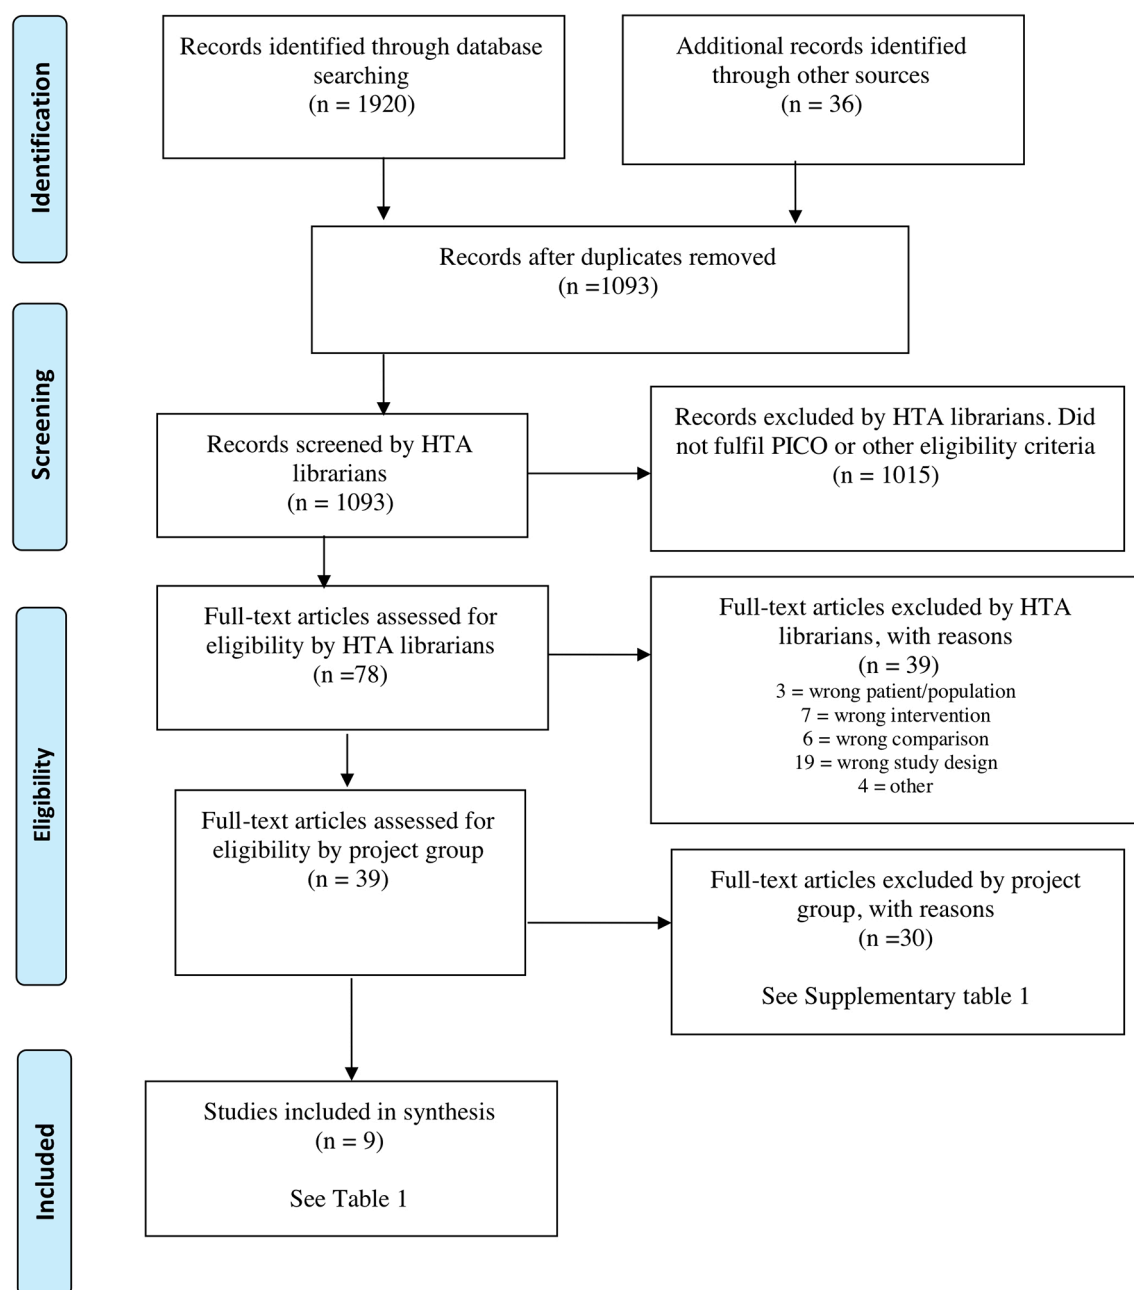 Identification
Records identified through database
searching
(n = 1920)
Additional records identified
through other sources
(n = 36)
Records after duplicates removed
(n =1093)
Screening
Records screened by HTA
librarians
(n = 1093)
Records excluded by HTA librarians. Did
not fulfil PICO or other eligibility criteria
(n = 1015)
Eligibility
Full-text articles assessed for
eligibility by HTA librarians
(n =78)
Full-text articles excluded by HTA
librarians, with reasons
(n = 39)
3 = wrong patient/population
7 = wrong intervention
6 = wrong comparison
19 = wrong study design
4 = other
Full-text articles assessed for
eligibility by project group
(n = 39)
Full-text articles excluded by project
group, with reasons
(n =30)
See Supplementary table 1
Included
Studies included in synthesis
(n = 9)
See Table 1